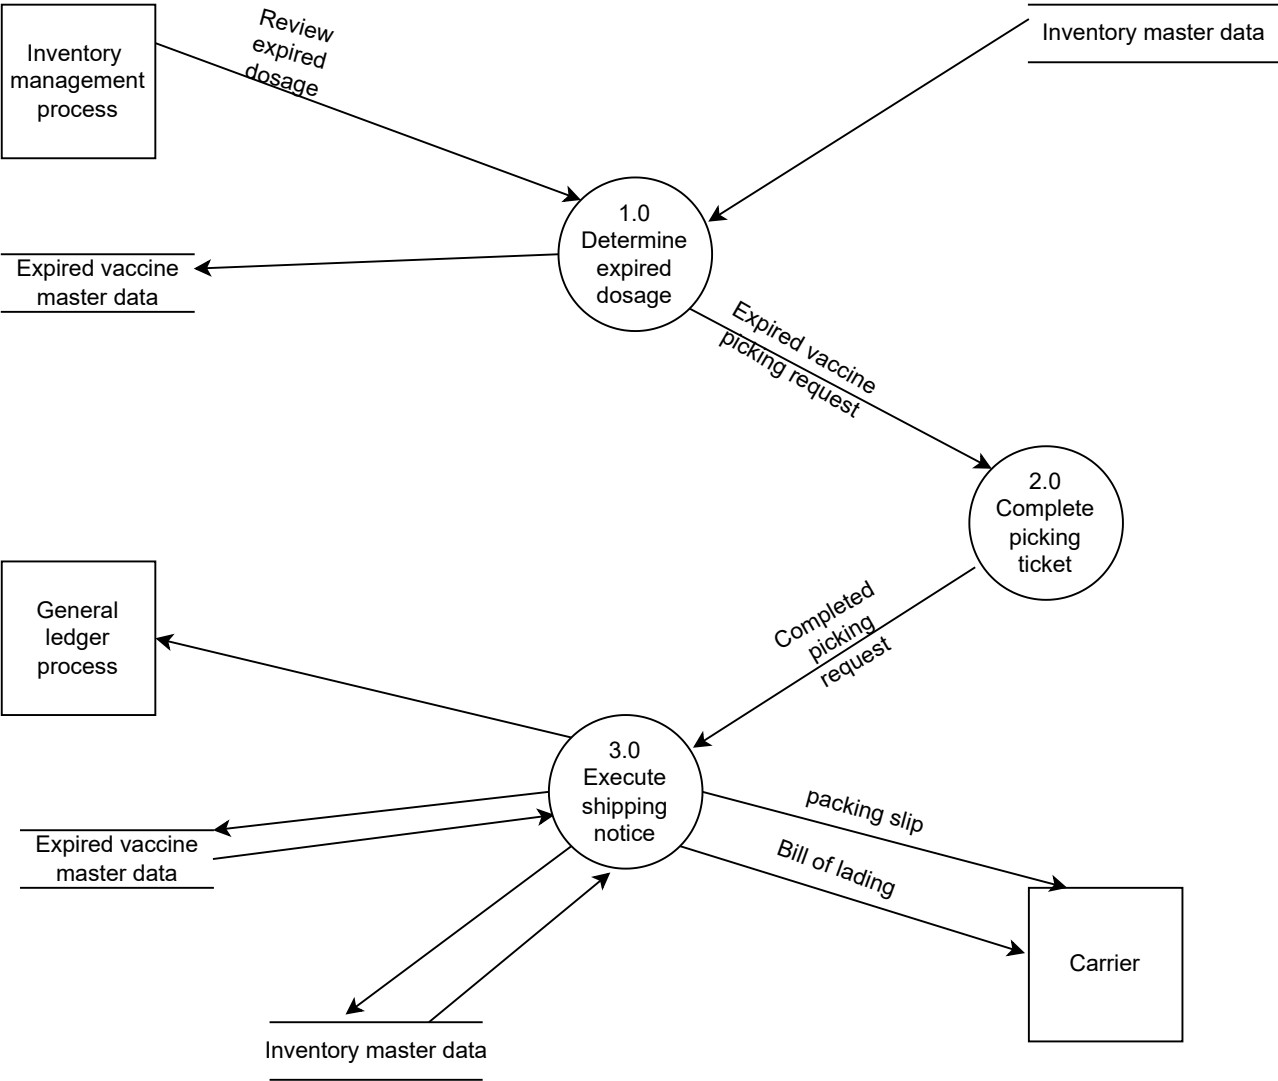 Inventory
management
process
Review
expired
dosage
Inventory master data
1.0
Determine
expired
dosage
Expired vaccine
master data
Expired vaccine
picking request
2.0
Complete
picking
ticket
General
ledger
process
Completed
picking
request
3.0
Execute
shipping
notice
packing slip
Expired vaccine
master data
Bill of lading
Carrier
Inventory master data